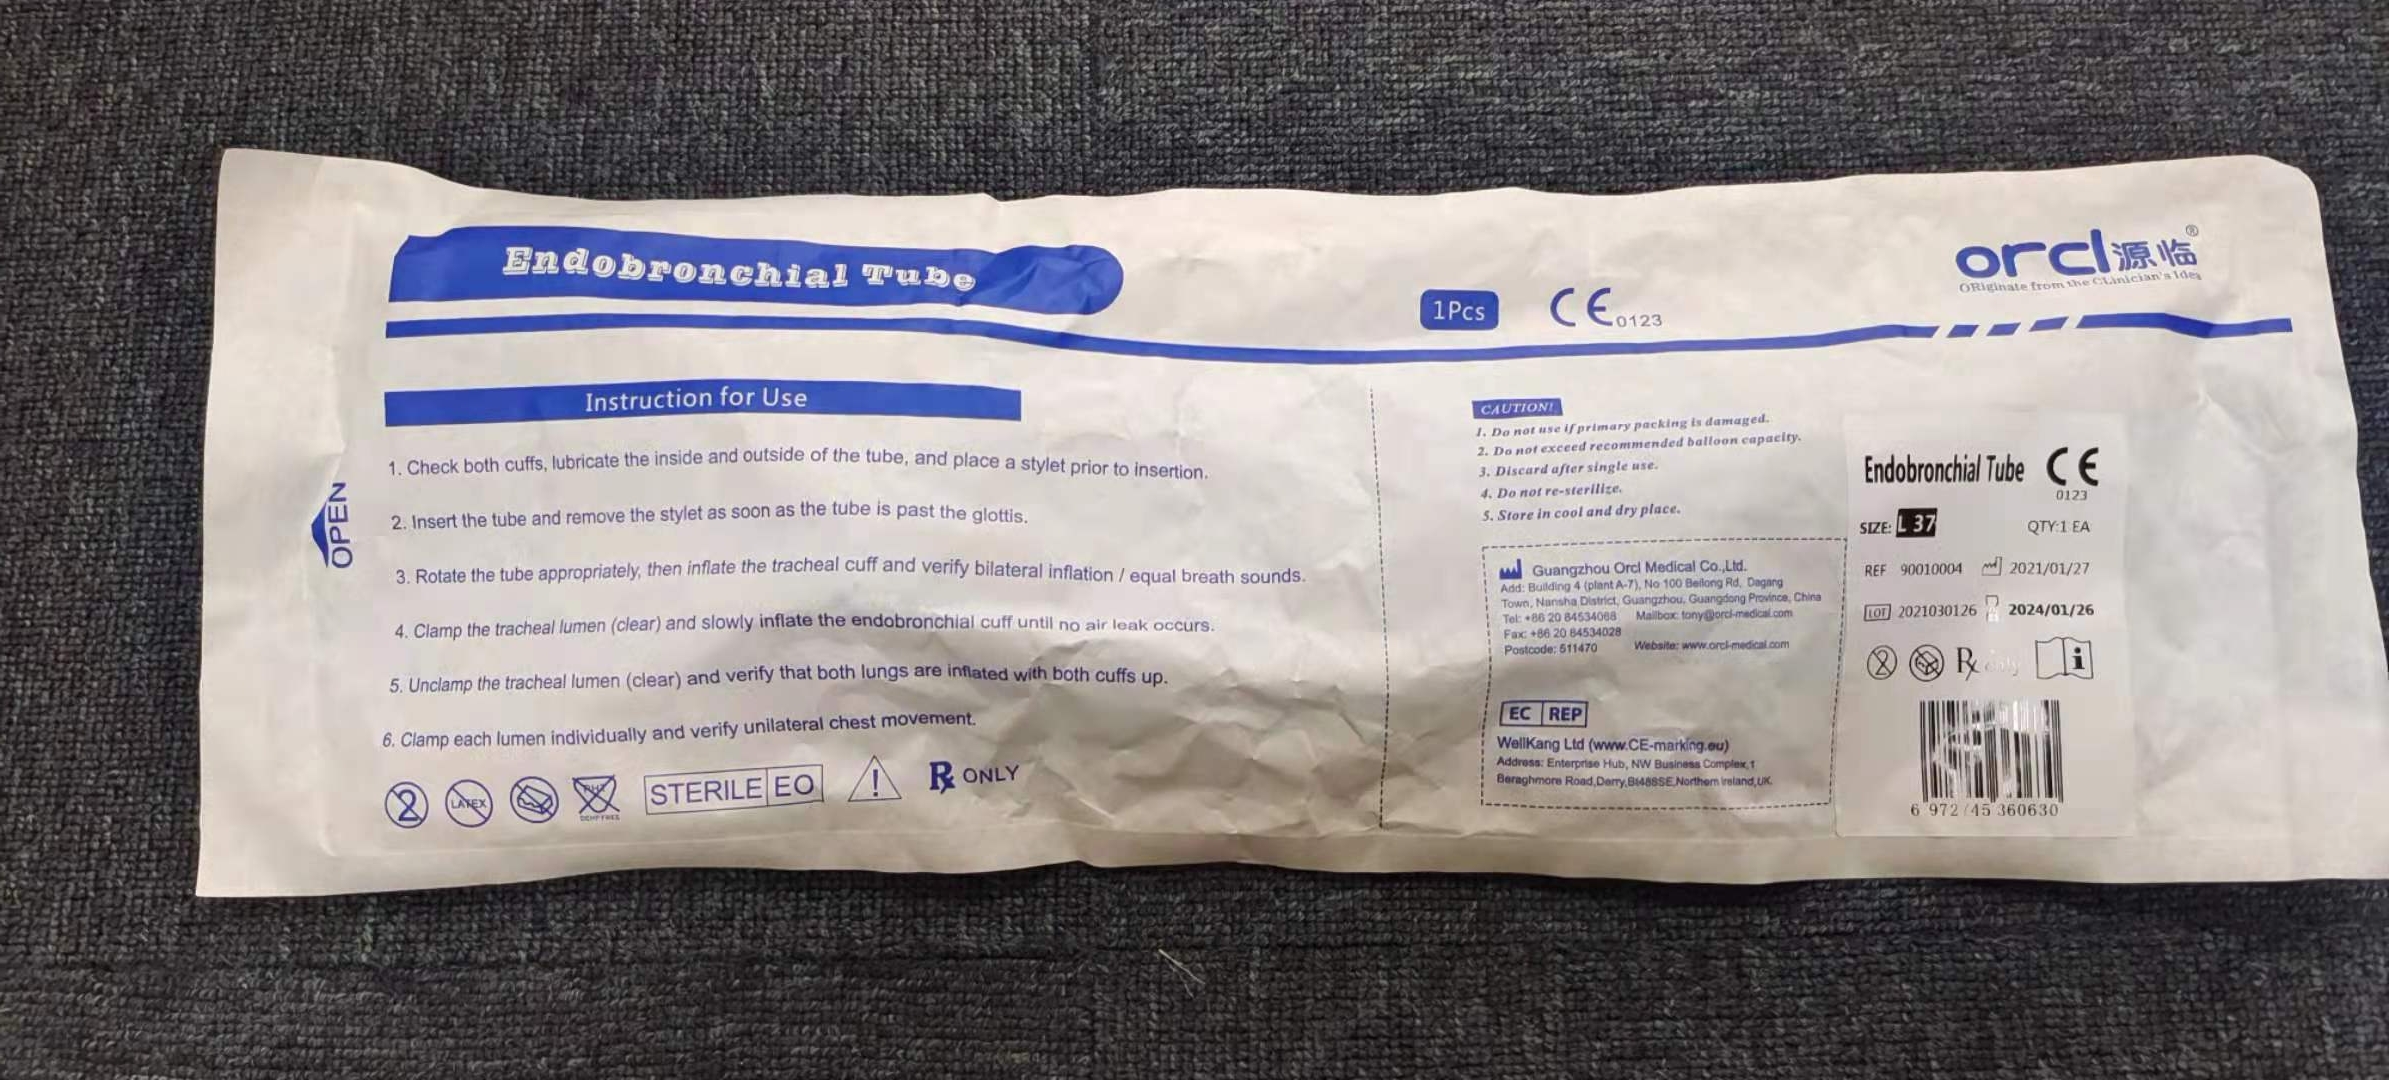 Endobronchial Tube
1Pcs
CE 0123
orcl源临®
ORiginate from the CLinician's Idea
OPEN
Instruction for Use
1. Check both cuffs, lubricate the inside and outside of the tube, and place a stylet prior to insertion.
2. Insert the tube and remove the stylet as soon as the tube is past the glottis.
3. Rotate the tube appropriately, then inflate the tracheal cuff and verify bilateral inflation / equal breath sounds.
4. Clamp the tracheal lumen (clear) and slowly inflate the endobronchial cuff until no air leak occurs.
5. Unclamp the tracheal lumen (clear) and verify that both lungs are inflated with both cuffs up.
6. Clamp each lumen individually and verify unilateral chest movement.
2 LATEX STERILE EO ! Rx ONLY
CAUTION!
1. Do not use if primary packing is damaged.
2. Do not exceed recommended balloon capacity.
3. Discard after single use.
4. Do not re-sterilize.
5. Store in cool and dry place.
Guangzhou Orcl Medical Co.,Ltd.
Add: Building 4 (plant A-7), No 100 Beilong Rd, Dagang
Town, Nansha District, Guangzhou, Guangdong Province, China
Tel: +86 20 84534068 Mailbox: tony@orcl-medical.com
Fax: +86 20 84534028
Postcode: 511470 Website: www.orcl-medical.com
EC REP
WellKang Ltd (www.CE-marking.eu)
Address: Enterprise Hub, NW Business Complex,1
Beraghmore Road,Derry,Bt488SE,Northern Ireland,UK.
Endobronchial Tube CE
0123
SIZE: L 37 QTY:1 EA
REF 90010004 2021/01/27
LOT 2021030126 2024/01/26
2 Rx only i
6 972 45 360630